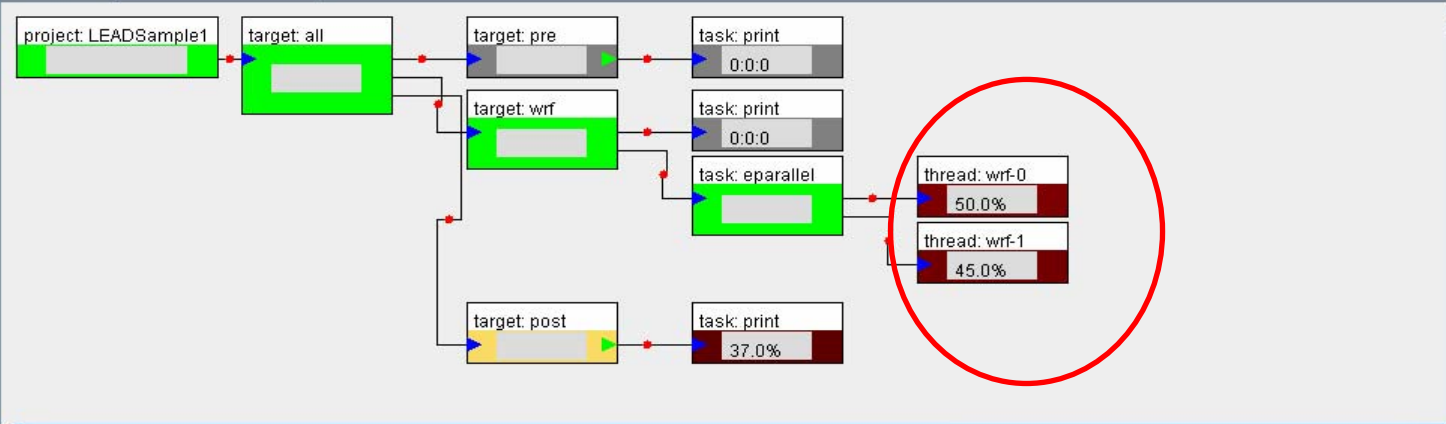 project: LEADSample1
target: all
target: pre
task: print
0:0:0
target: wrf
task: print
0:0:0
task: eparallel
thread: wrf-0
50.0%
thread: wrf-1
45.0%
target: post
task: print
37.0%